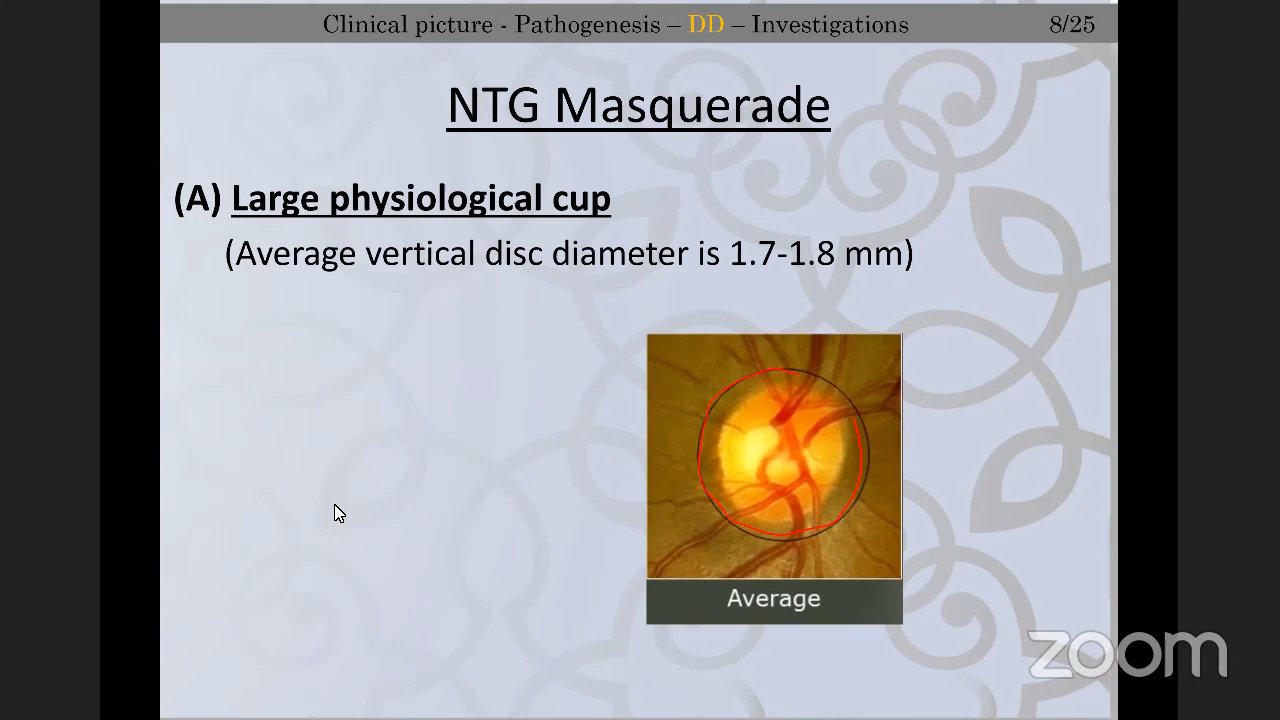 Clinical picture - Pathogenesis – DD – Investigations 8/25
NTG Masquerade
(A) Large physiological cup
(Average vertical disc diameter is 1.7-1.8 mm)
Average
zoom